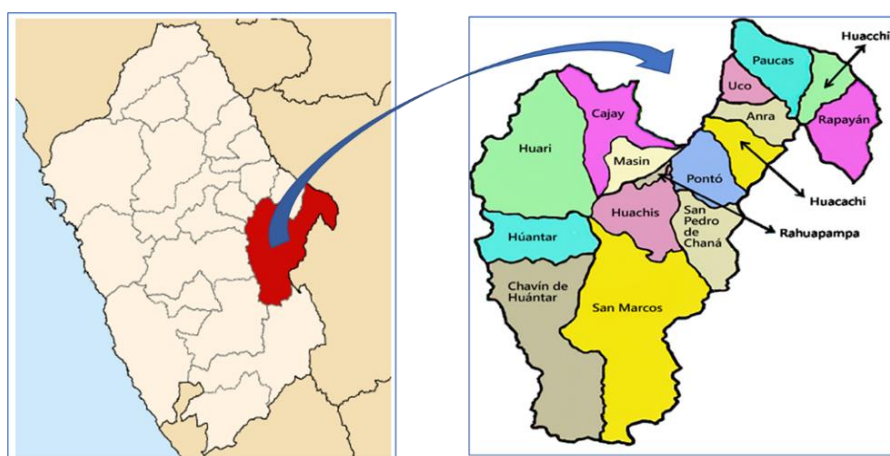 Huacchi
Paucas
Uco
Cajay
Anra
Rapayán
Huari
Masin
Pontó
Huacachi
Huachis
San
Pedro
de
Chaná
Rahuapampa
Húantar
Chavín de
Huántar
San Marcos